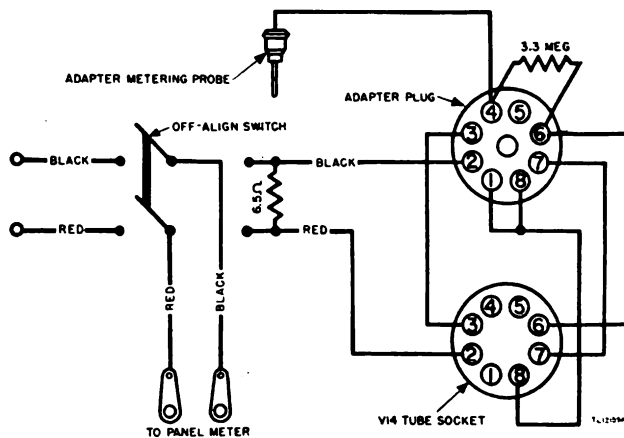 3.3 MEG
ADAPTER METERING PROBE
ADAPTER PLUG
4 5
3 6
2 7
1 8
OFF-ALIGN SWITCH
BLACK
BLACK
6.5Ω
RED
RED
RED
BLACK
4 5
3 6
2 7
1 8
TO PANEL METER
V14 TUBE SOCKET